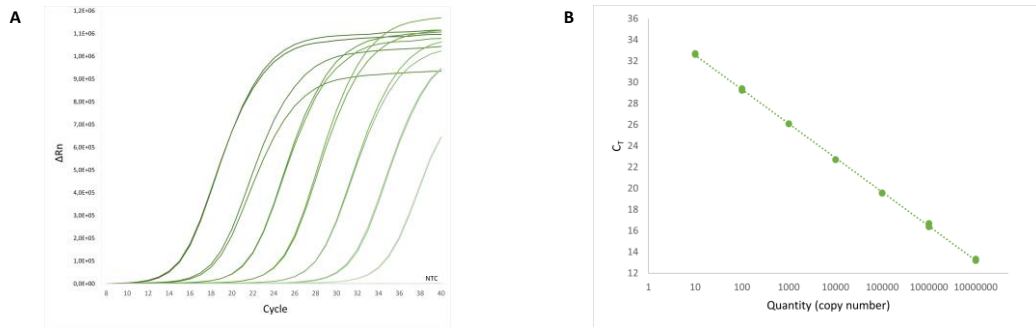 A
1,2E+06
1,1E+06
1,0E+06
9,0E+05
8,0E+05
7,0E+05
6,0E+05
5,0E+05
4,0E+05
3,0E+05
2,0E+05
1,0E+05
0,0E+00
ΔRn
NTC
8 10 12 14 16 18 20 22 24 26 28 30 32 34 36 38 40
Cycle
B
36
34
32
30
28
26
24
22
20
18
16
14
12
CT
1 10 100 1000 10000 100000 1000000 10000000
Quantity (copy number)